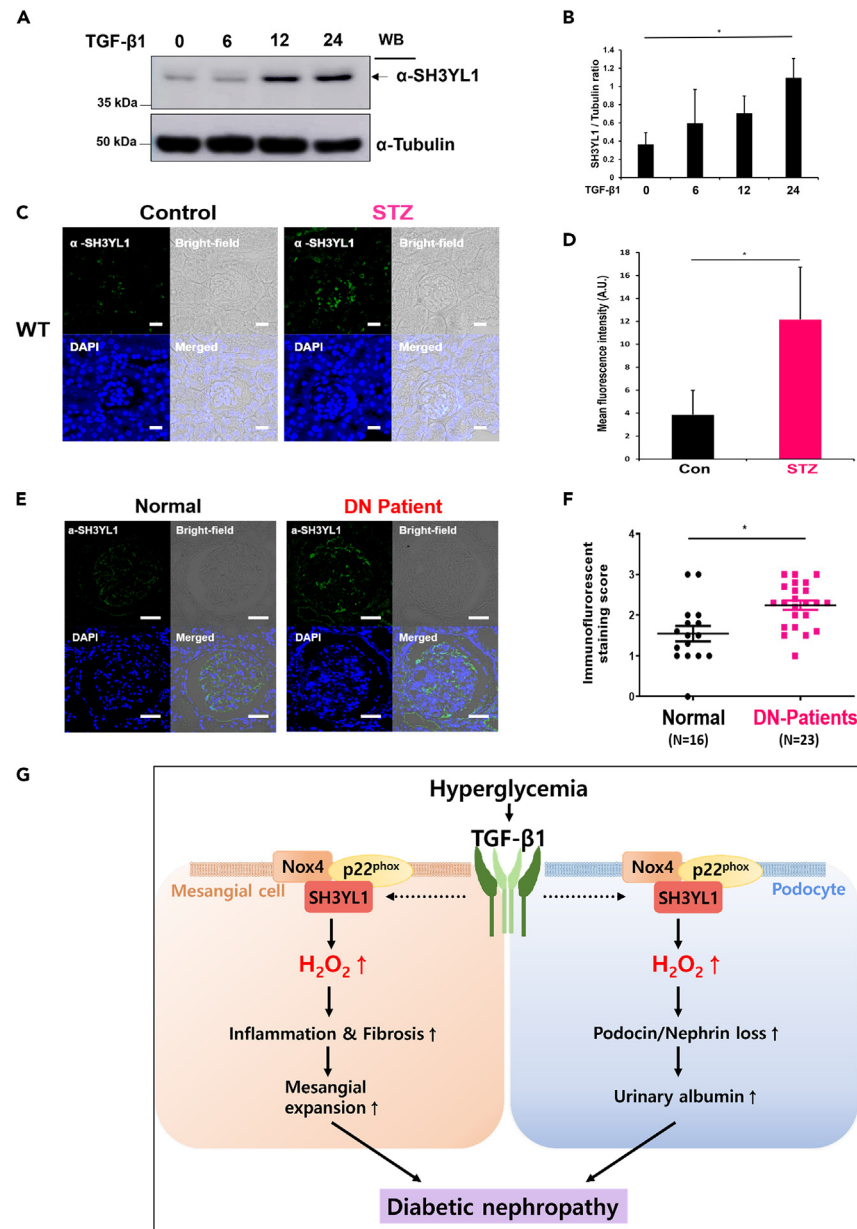 A
TGF-β1 0 6 12 24 WB
α-SH3YL1
35 kDa
50 kDa
α-Tubulin
B
*
SH3YL1 / Tubulin ratio
1.4
1.2
1
0.8
0.6
0.4
0.2
0
TGF-β1 0 6 12 24
C
Control STZ
WT
α -SH3YL1 Bright-field α -SH3YL1 Bright-field
DAPI Merged DAPI Merged
D
*
Mean fluorescence intensity (A.U.)
18
16
14
12
10
8
6
4
2
0
Con STZ
E
Normal DN Patient
a-SH3YL1 Bright-field a-SH3YL1 Bright-field
DAPI Merged DAPI Merged
F
*
Immunoflurorescent
staining score
4
3
2
1
0
Normal DN-Patients
(N=16) (N=23)
G
Hyperglycemia
TGF-β1
Nox4 p22phox Nox4 p22phox
Mesangial cell Podocyte
SH3YL1 SH3YL1
H2O2 ↑ H2O2 ↑
Inflammation & Fibrosis ↑ Podocin/Nephrin loss ↑
Mesangial
expansion ↑
Urinary albumin ↑
Diabetic nephropathy